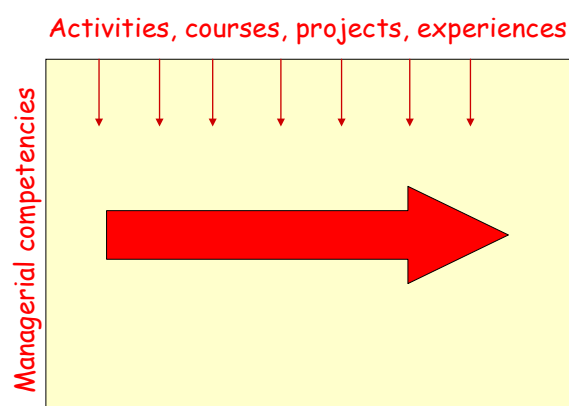 Activities, courses, projects, experiences
Managerial competencies